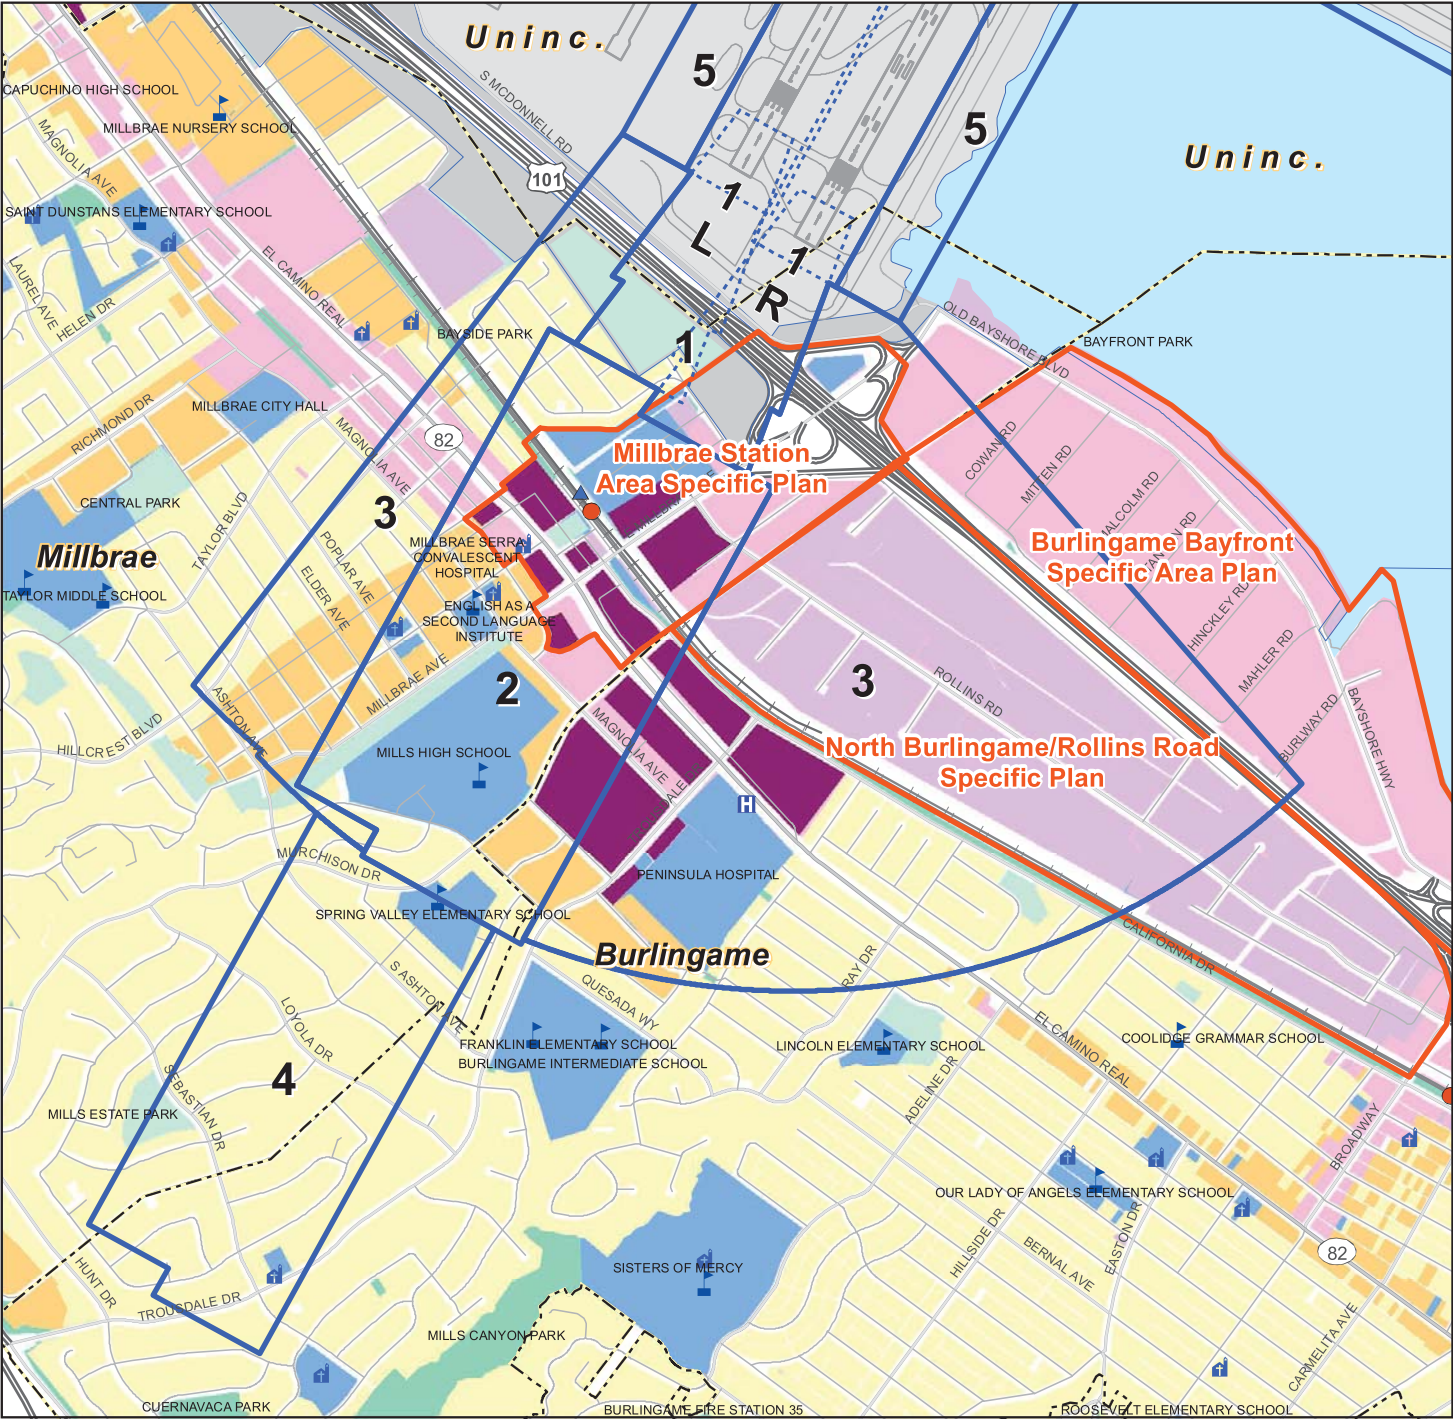 Uninc.
5
S MCDONNELL RD
CAPUCHINO HIGH SCHOOL
MILLBRAE NURSERY SCHOOL
MAGNOLIA AVE
5
Uninc.
101
1
SAINT DUNSTANS ELEMENTARY SCHOOL
L
1
EL CAMINO REAL
LAUREL AVE
HELEN DR
R
OLD BAYSHORE BLVD
BAYSIDE PARK
1
BAYFRONT PARK
MILLBRAE CITY HALL
RICHMOND DR
82
MAGNOLIA AVE
COWAN RD
Millbrae Station
Area Specific Plan
MITTEN RD
CENTRAL PARK
3
TAYLOR BLVD
MALCOLM RD
MILLBRAE SERRA
CONVALESCENT
HOSPITAL
Burlingame Bayfront
Specific Area Plan
Millbrae
POPLAR AVE
ELDER AVE
TAYLOR MIDDLE SCHOOL
ENGLISH AS A
SECOND LANGUAGE
INSTITUTE
HINCKLEY RD
MAHLER RD
MILLBRAE AVE
2
3
ROLLINS RD
ASHTON AVE
HILLCREST BLVD
MAGNOLIA AVE
BURLWAY RD
BAYSHORE HWY
MILLS HIGH SCHOOL
North Burlingame/Rollins Road
Specific Plan
H
MURCHISON DR
PENINSULA HOSPITAL
SPRING VALLEY ELEMENTARY SCHOOL
CALIFORNIA DR
Burlingame
RAY DR
S ASHTON AVE
QUESADA WY
LOYOLA DR
FRANKLIN ELEMENTARY SCHOOL
BURLINGAME INTERMEDIATE SCHOOL
LINCOLN ELEMENTARY SCHOOL
EL CAMINO REAL
COOLIDGE GRAMMAR SCHOOL
4
SEBASTIAN DR
ADELINE DR
MILLS ESTATE PARK
BROADWAY
OUR LADY OF ANGELS ELEMENTARY SCHOOL
HILLSIDE DR
EASTON DR
BERNAL AVE
82
SISTERS OF MERCY
HUNT DR
TROUSDALE DR
MILLS CANYON PARK
CARMELITA AVE
CUERNAVACA PARK
BURLINGAME FIRE STATION 35
ROOSEVELT ELEMENTARY SCHOOL